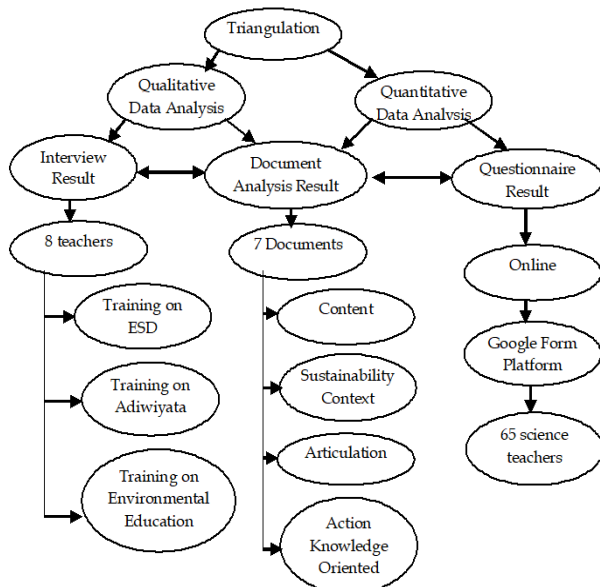 Triangulation
Qualitative
Data Analysis
Quantitative
Data Analysis
Interview
Result
Document
Analysis Result
Questionnaire
Result
8 teachers
7 Documents
Online
Training on
ESD
Content
Google Form
Platform
Training on
Adiwiyata
Sustainability
Context
65 science
teachers
Articulation
Training on
Environmental
Education
Action
Knowledge
Oriented